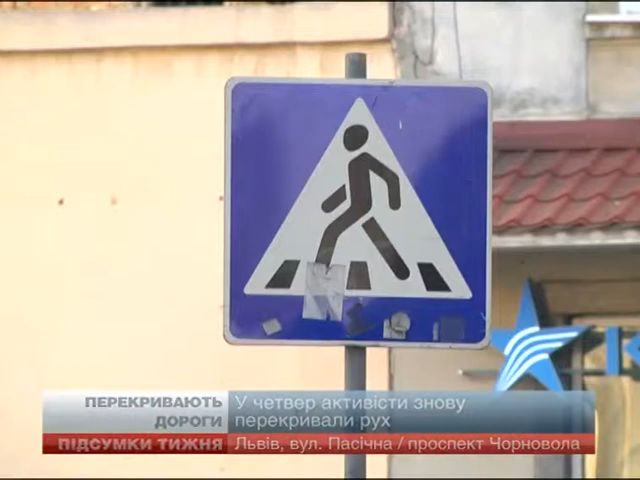 ПЕРЕКРИВАЮТЬ
ДОРОГИ
У четвер активісти знову
перекривали рух
ПІДСУМКИ ТИЖНЯ
Львів, вул. Пасічна / проспект Чорновола